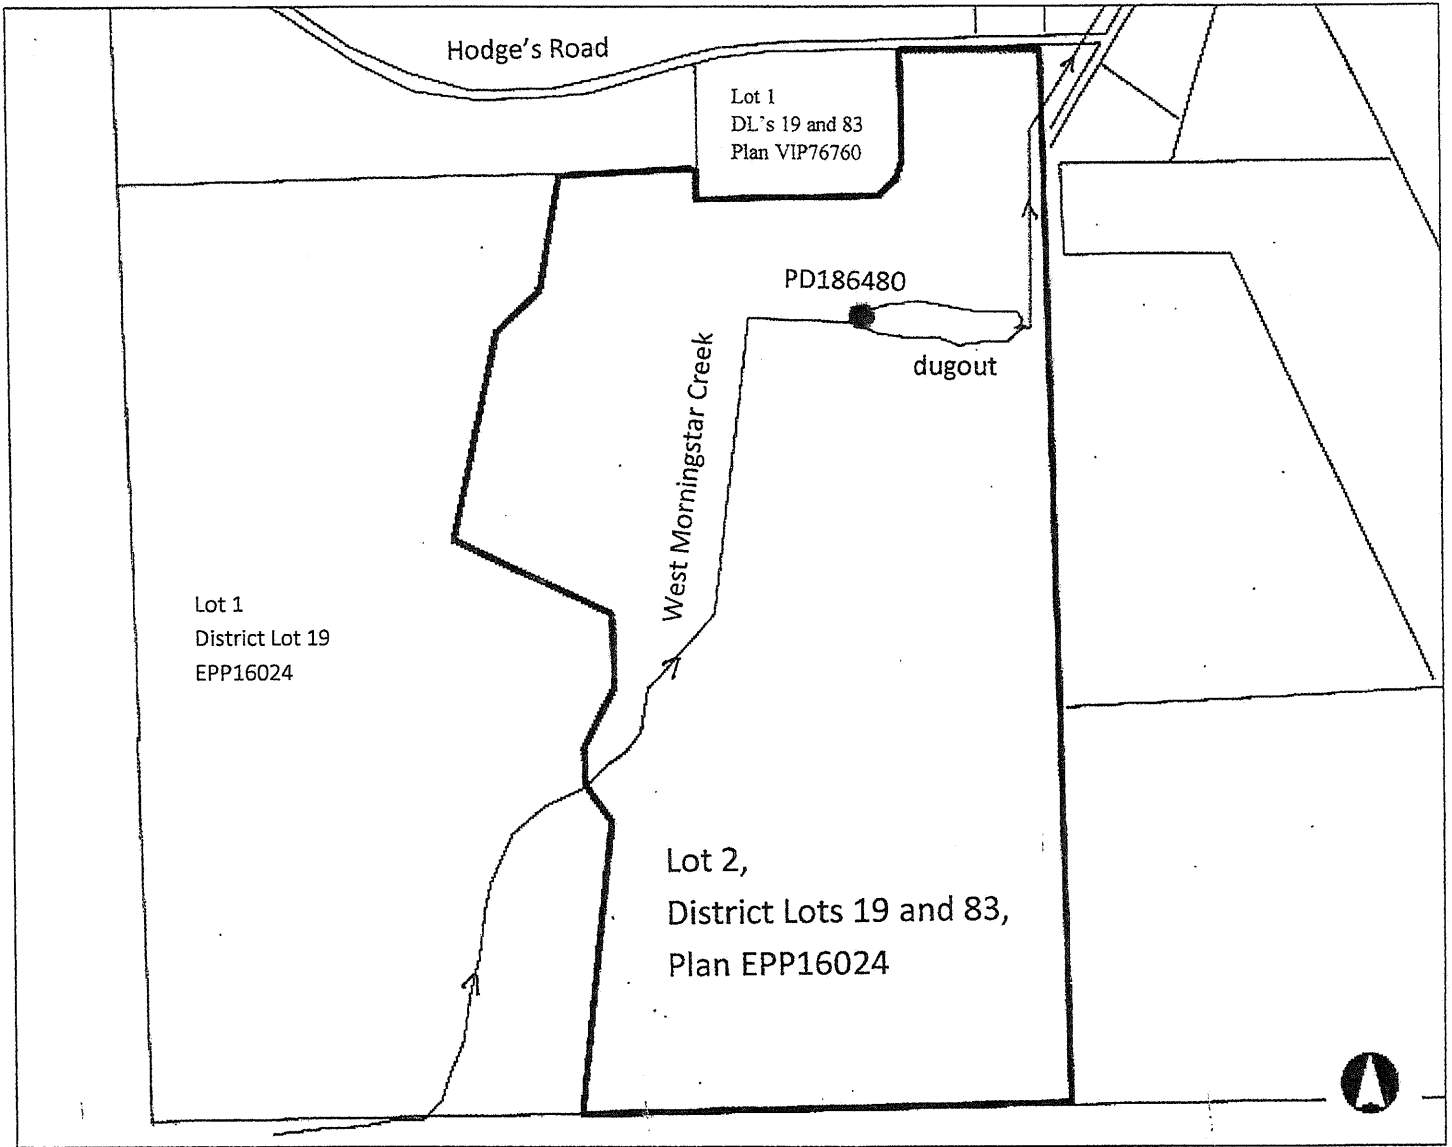 Hodge's Road
Lot 1
DL's 19 and 83
Plan VIP76760
PD186480
dugout
West Morningstar Creek
Lot 1
District Lot 19
EPP16024
Lot 2,
District Lots 19 and 83,
Plan EPP16024